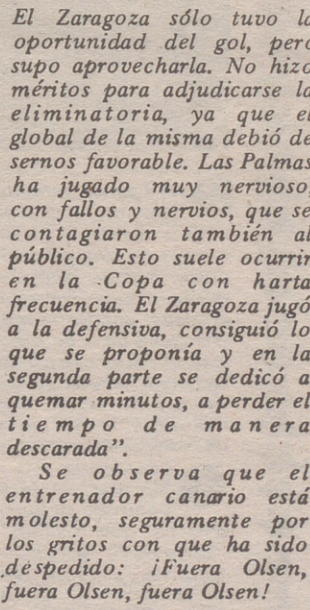 El Zaragoza sólo tuvo la
oportunidad del gol, pero
supo aprovecharla. No hizo
méritos para adjudicarse la
eliminatoria, ya que el
global de la misma debió de
sernos favorable. Las Palmas
ha jugado muy nervioso,
con fallos y nervios, que se
contagiaron también al
público. Esto suele ocurrir
en la Copa con harta
frecuencia. El Zaragoza jugó
a la defensiva, consiguió lo
que se proponía y en la
segunda parte se dedicó a
quemar minutos, a perder el
tiempo de manera
descarada".
Se observa que el
entrenador canario está
molesto, seguramente por
los gritos con que ha sido
despedido: ¡Fuera Olsen,
fuera Olsen, fuera Olsen!